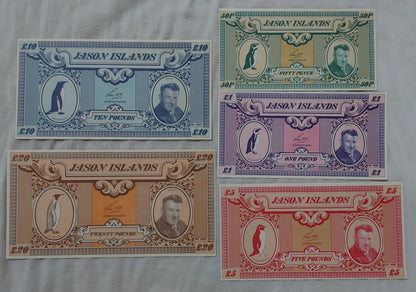 £10 £10
JASON ISLANDS
TEN POUNDS
£10 £10
50P 50P
JASON ISLANDS
FIFTY PENCE
50P 50P
£1 £1
JASON ISLANDS
ONE POUND
£1 £1
£20 £20
JASON ISLANDS
TWENTY POUNDS
£20 £20
£5 £5
JASON ISLANDS
FIVE POUNDS
£5 £5